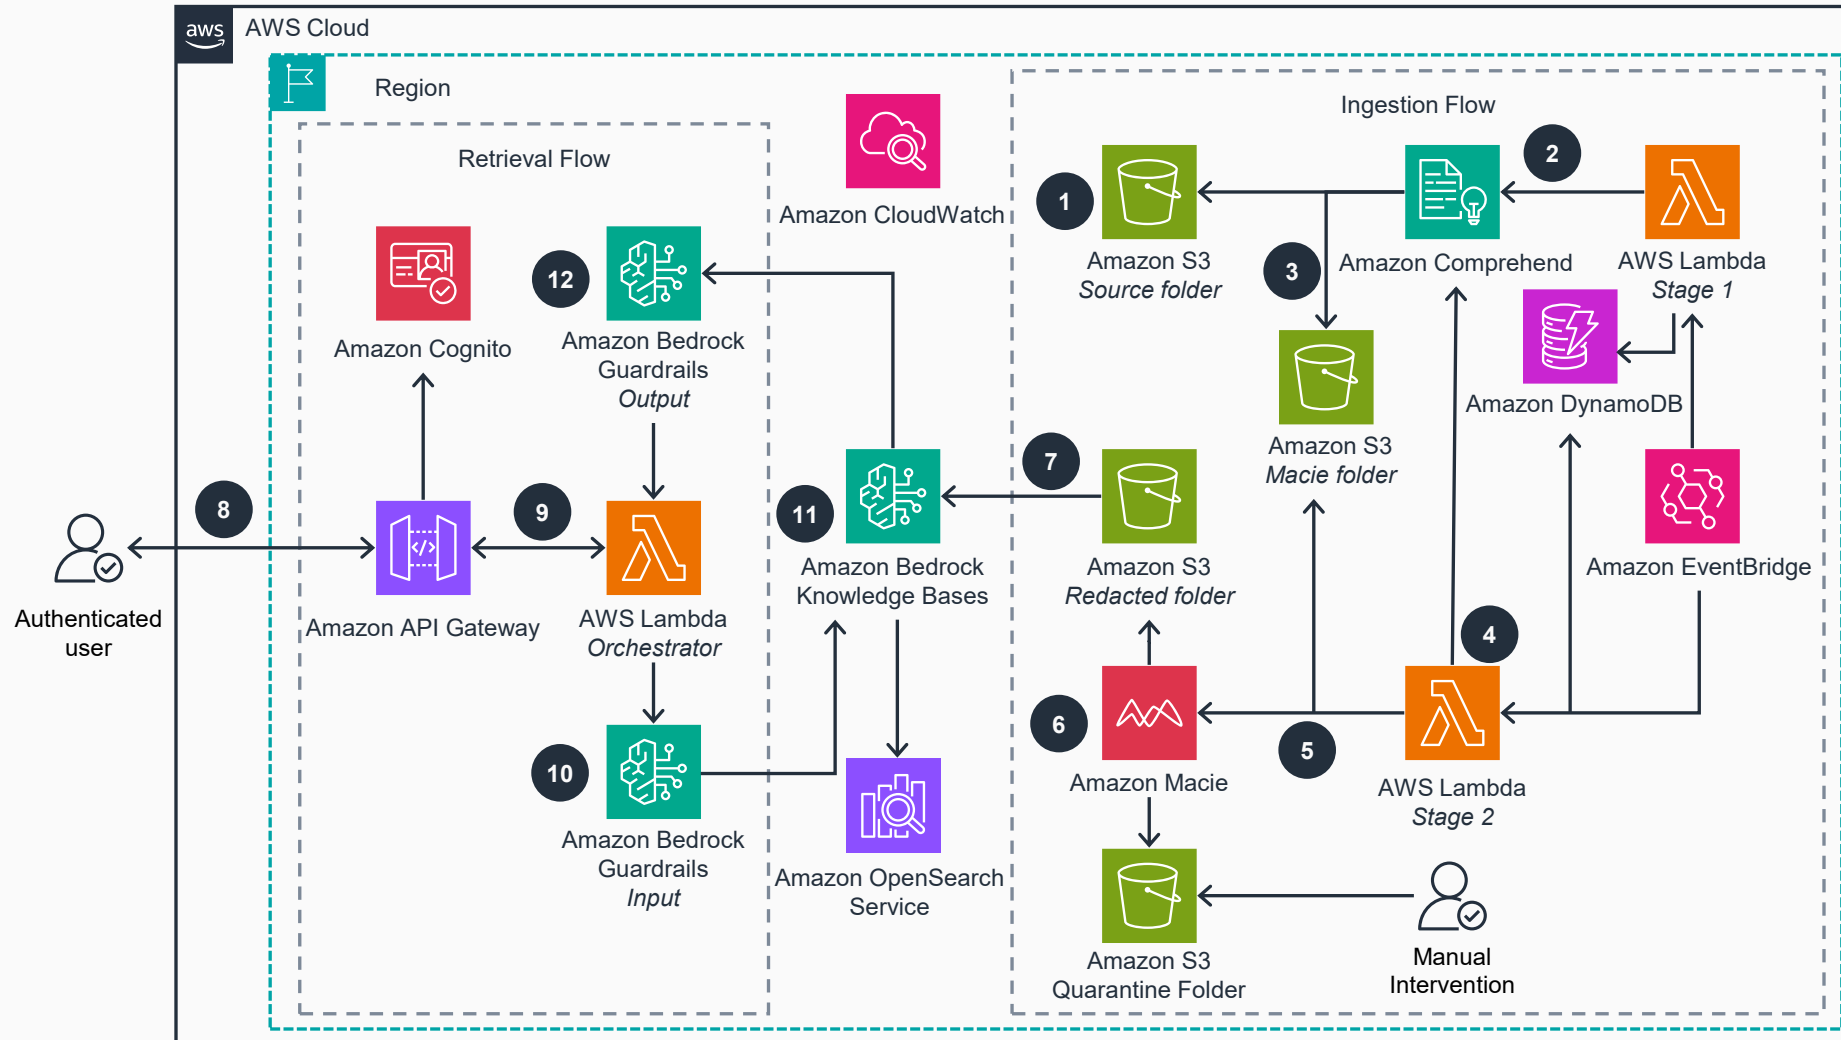 aws
AWS Cloud
Region
Retrieval Flow
Ingestion Flow
Amazon CloudWatch
1
Amazon S3
Source folder
2
Amazon Comprehend
AWS Lambda
Stage 1
3
Amazon S3
Macie folder
Amazon DynamoDB
Amazon EventBridge
4
AWS Lambda
Stage 2
5
6
Amazon Macie
Amazon S3
Redacted folder
7
Amazon S3
Quarantine Folder
Manual
Intervention
Authenticated
user
8
Amazon API Gateway
Amazon Cognito
9
AWS Lambda
Orchestrator
10
Amazon Bedrock
Guardrails
Input
11
Amazon Bedrock
Knowledge Bases
Amazon OpenSearch
Service
12
Amazon Bedrock
Guardrails
Output